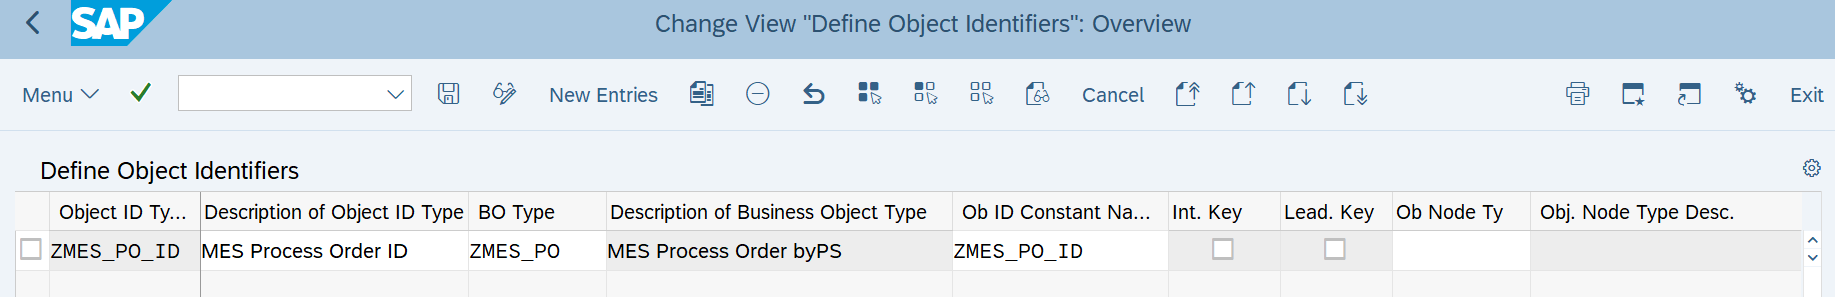 SAP Change View "Define Object Identifiers": Overview
Menu New Entries Cancel Exit
Define Object Identifiers
Object ID Ty... Description of Object ID Type BO Type Description of Business Object Type Ob ID Constant Na... Int. Key Lead. Key Ob Node Ty Obj. Node Type Desc.
ZMES_PO_ID MES Process Order ID ZMES_PO MES Process Order byPS ZMES_PO_ID